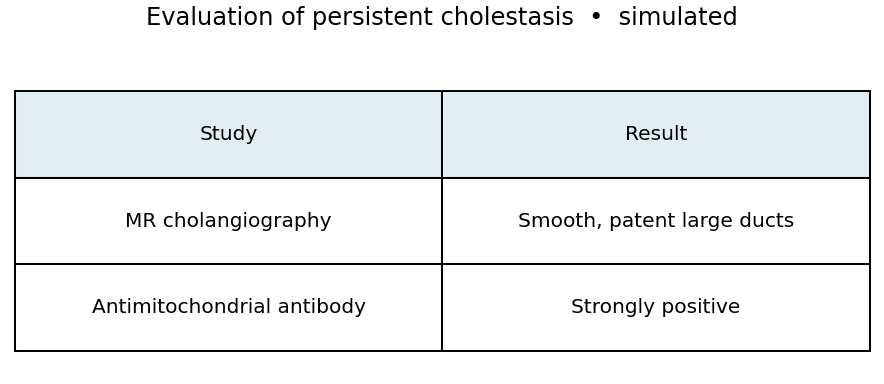 Evaluation of persistent cholestasis • simulated
Study Result
MR cholangiography Smooth, patent large ducts
Antimitochondrial antibody Strongly positive